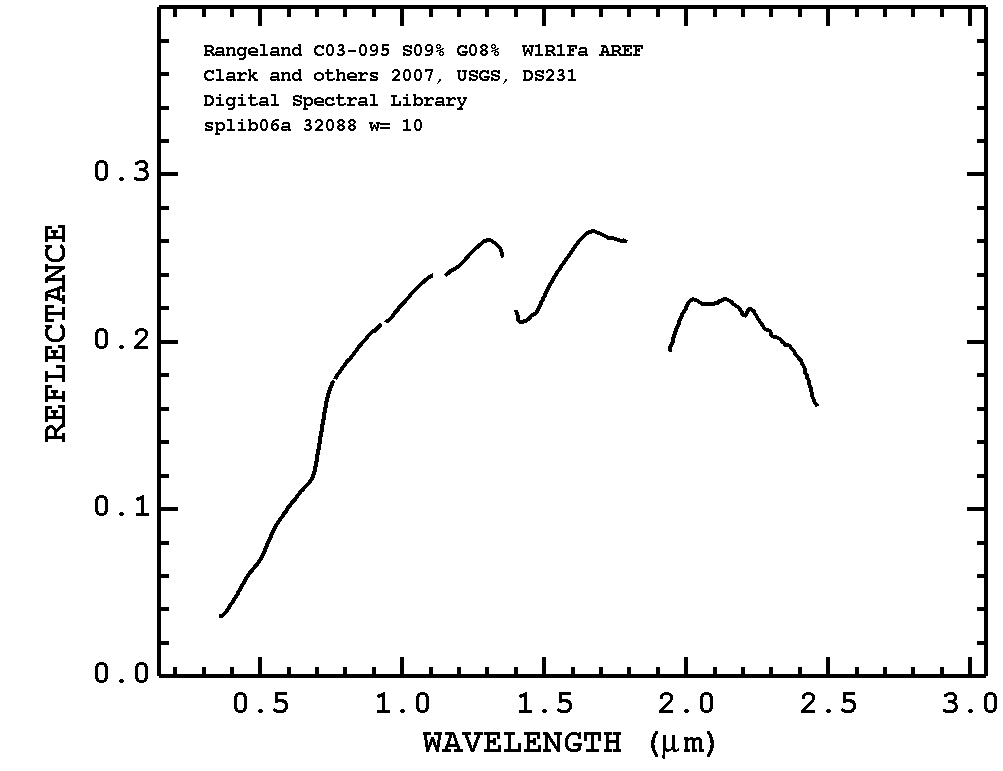 Rangeland C03-095 S09% G08%  W1R1Fa AREF
Clark and others 2007, USGS, DS231
Digital Spectral Library
splib06a 32088 w= 10
REFLECTANCE
0.3
0.2
0.1
0.0
0.5 1.0 1.5 2.0 2.5 3.0
WAVELENGTH (μm)